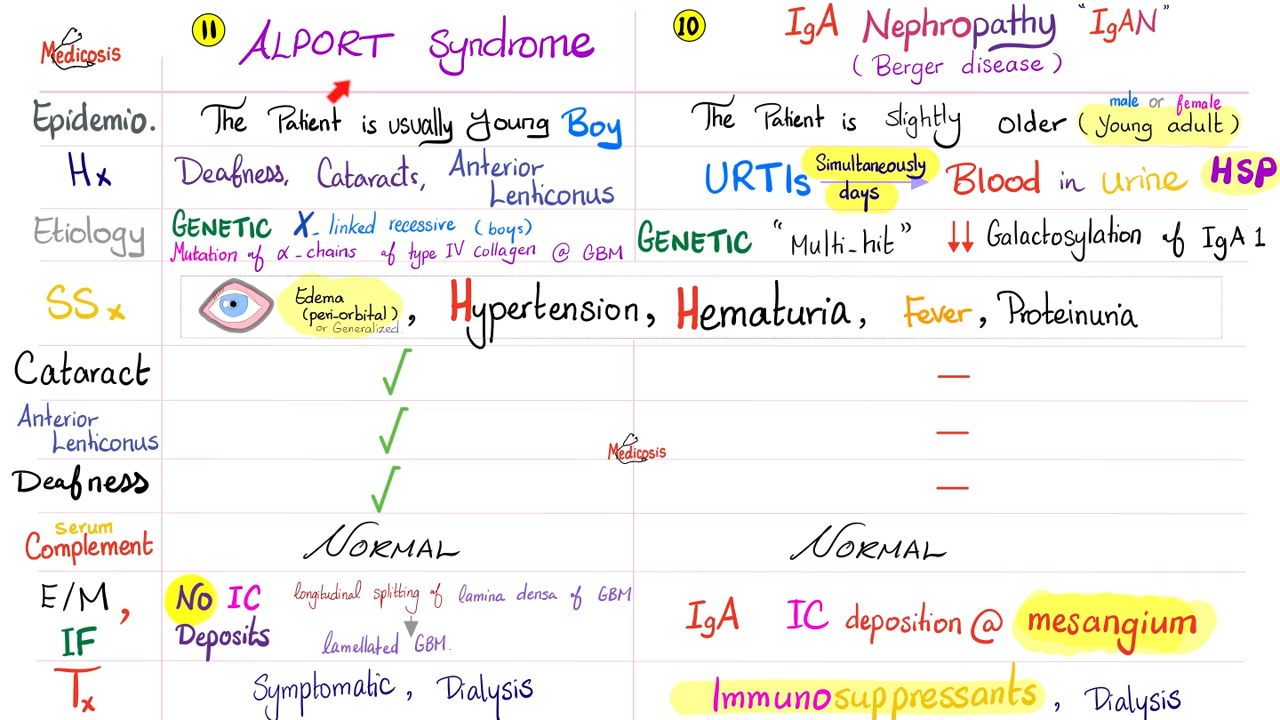 Medicosis
11 ALPORT Syndrome
10 IgA Nephropathy "IgAN"
(Berger disease)
Epidemio.
The Patient is usually Young Boy
The Patient is slightly older (Young adult)
male or female
Hx
Deafness, Cataracts, Anterior
Lenticonus
URTIs Simultaneously Blood in urine HSP
days
Etiology
GENETIC X-linked recessive (boys)
Mutation of α-chains of type IV collagen @ GBM
GENETIC "Multi-hit" ↓↓ Galactosylation of IgA 1
SSx
Edema
(peri-orbital)
or Generalized
, Hypertension, Hematuria, Fever, Proteinuria
Cataract
√
—
Anterior
Lenticonus
√
—
Deafness
√
—
Medicosis
serum
Complement
NORMAL
NORMAL
E/M,
IF
No IC
Deposits
longitudinal splitting of lamina densa of GBM
lamellated GBM.
IgA IC deposition @ mesangium
Tx
Symptomatic, Dialysis
Immunosuppressants, Dialysis